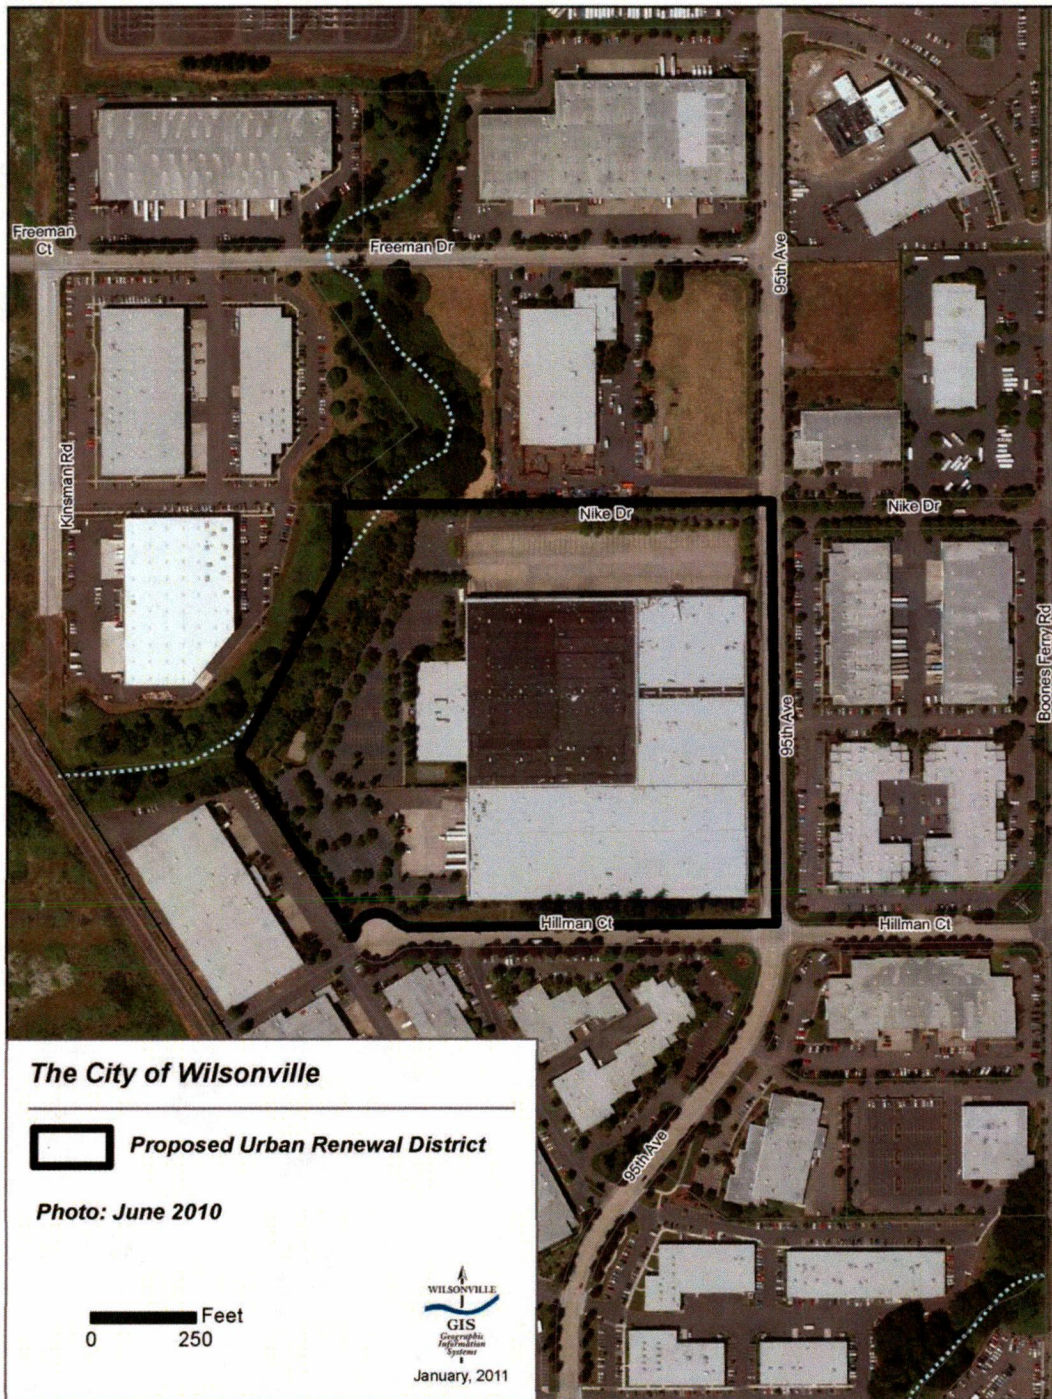 Freeman
Ct
Freeman Dr
95th Ave
Kinsman Rd
Nike Dr
Nike Dr
Boones Ferry Rd
95th Ave
Hillman Ct
Hillman Ct
95th Ave
The City of Wilsonville
Proposed Urban Renewal District
Photo: June 2010
Feet
0 250
WILSONVILLE
GIS
Geographic
Information
Systems
January, 2011